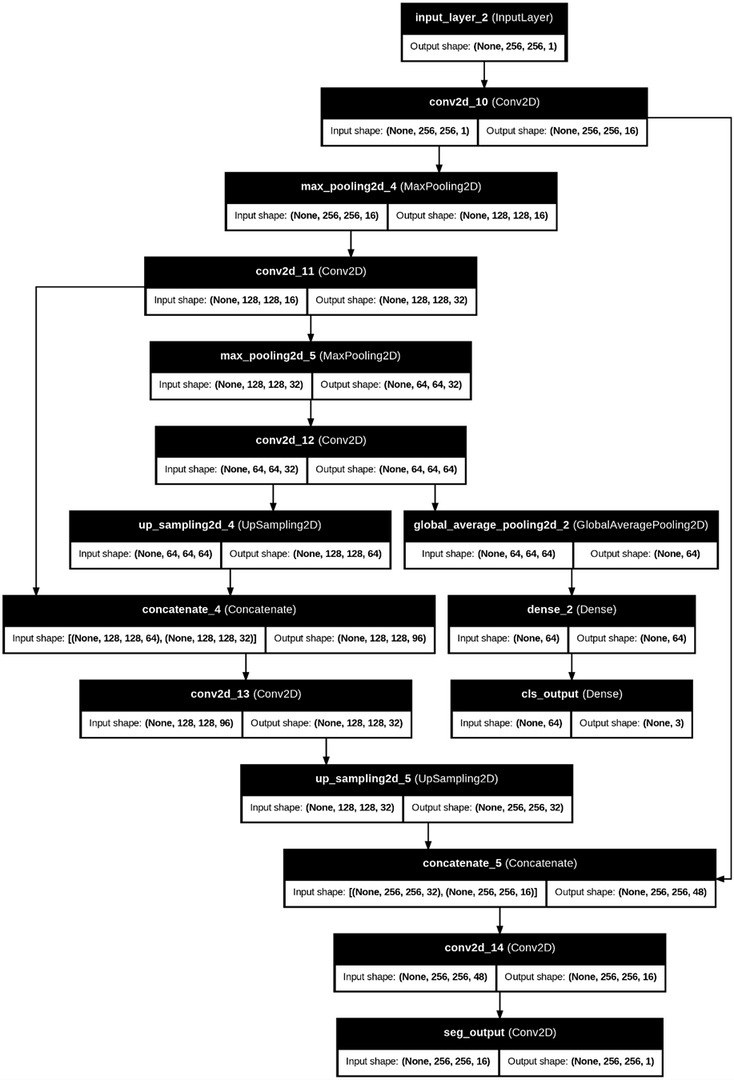 input_layer_2 (InputLayer)
Output shape: (None, 256, 256, 1)
conv2d_10 (Conv2D)
Input shape: (None, 256, 256, 1) Output shape: (None, 256, 256, 16)
max_pooling2d_4 (MaxPooling2D)
Input shape: (None, 256, 256, 16) Output shape: (None, 128, 128, 16)
conv2d_11 (Conv2D)
Input shape: (None, 128, 128, 16) Output shape: (None, 128, 128, 32)
max_pooling2d_5 (MaxPooling2D)
Input shape: (None, 128, 128, 32) Output shape: (None, 64, 64, 32)
conv2d_12 (Conv2D)
Input shape: (None, 64, 64, 32) Output shape: (None, 64, 64, 64)
up_sampling2d_4 (UpSampling2D)
Input shape: (None, 64, 64, 64) Output shape: (None, 128, 128, 64)
global_average_pooling2d_2 (GlobalAveragePooling2D)
Input shape: (None, 64, 64, 64) Output shape: (None, 64)
concatenate_4 (Concatenate)
Input shape: [(None, 128, 128, 64), (None, 128, 128, 32)] Output shape: (None, 128, 128, 96)
dense_2 (Dense)
Input shape: (None, 64) Output shape: (None, 64)
conv2d_13 (Conv2D)
Input shape: (None, 128, 128, 96) Output shape: (None, 128, 128, 32)
cls_output (Dense)
Input shape: (None, 64) Output shape: (None, 3)
up_sampling2d_5 (UpSampling2D)
Input shape: (None, 128, 128, 32) Output shape: (None, 256, 256, 32)
concatenate_5 (Concatenate)
Input shape: [(None, 256, 256, 32), (None, 256, 256, 16)] Output shape: (None, 256, 256, 48)
conv2d_14 (Conv2D)
Input shape: (None, 256, 256, 48) Output shape: (None, 256, 256, 16)
seg_output (Conv2D)
Input shape: (None, 256, 256, 16) Output shape: (None, 256, 256, 1)